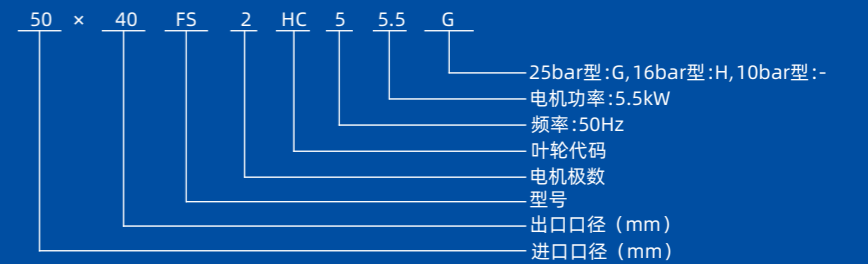 50 × 40 FS 2 HC 5 5.5 G
25bar型:G,16bar型:H,10bar型:-
电机功率:5.5kW
频率:50Hz
叶轮代码
电机极数
型号
出口口径（mm）
进口口径（mm）